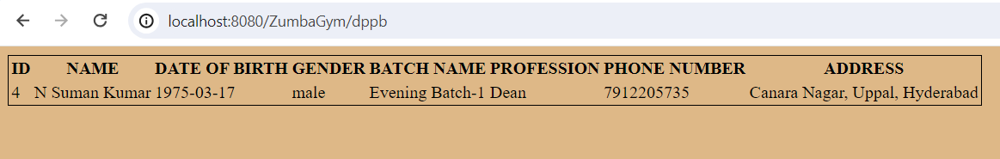 localhost:8080/ZumbaGym/dppb
ID NAME DATE OF BIRTH GENDER BATCH NAME PROFESSION PHONE NUMBER ADDRESS
4 N Suman Kumar 1975-03-17 male Evening Batch-1 Dean 7912205735 Canara Nagar, Uppal, Hyderabad